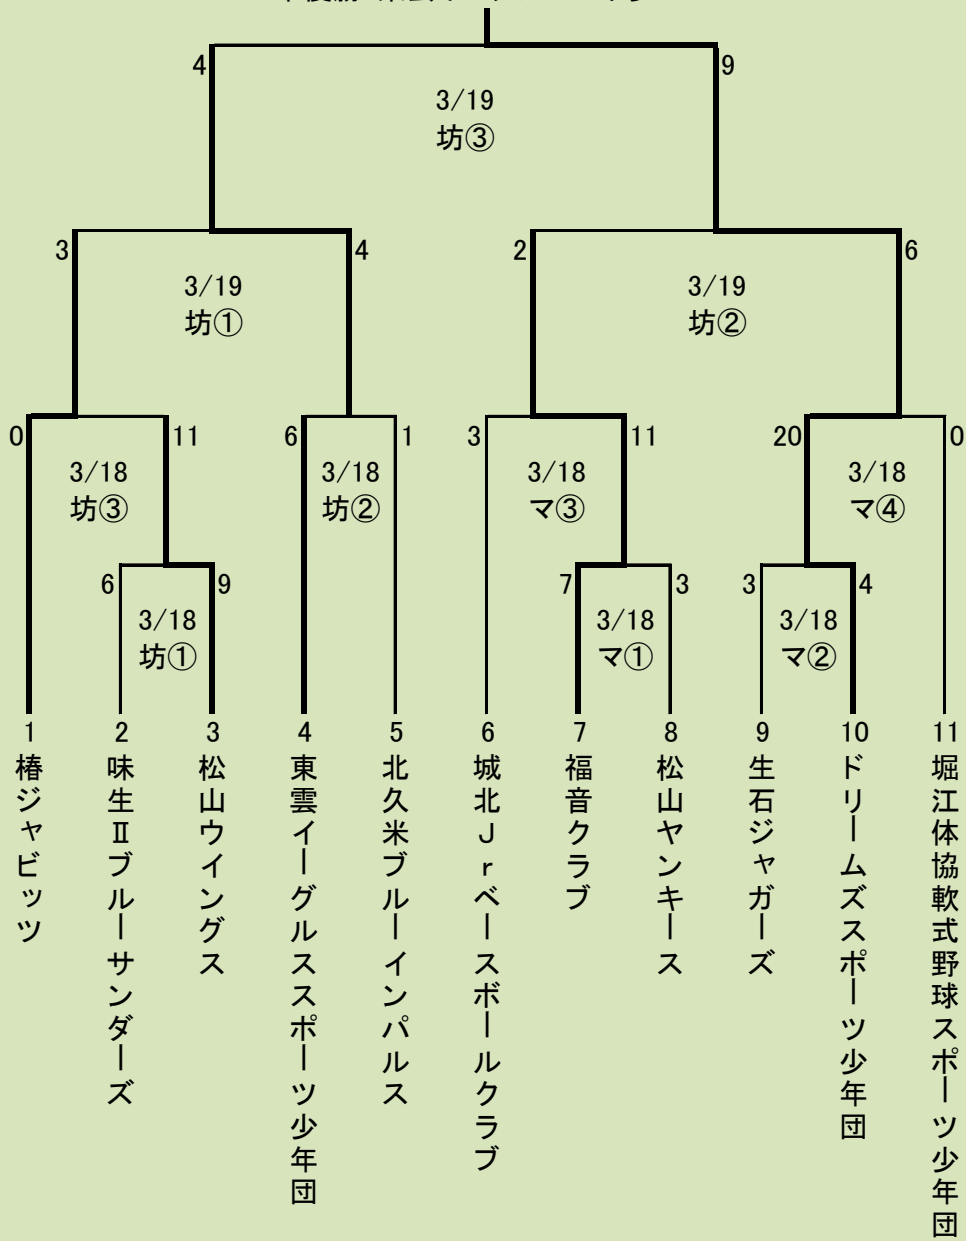 4 9
3/19
坊③
3 4 2 6
3/19 3/19
坊① 坊②
0 11 6 1 3 11 20 0
3/18 3/18 3/18 3/18
坊③ 坊② マ③ マ④
6 9 7 3 3 4
3/18 3/18 3/18
坊① マ① マ②
1 2 3 4 5 6 7 8 9 10 11
椿ジャビッツ
味生Ⅱブルーサンダーズ
松山ウイングス
東雲イーグルススポーツ少年団
北久米ブルーインパルス
城北Jrベースボールクラブ
福音クラブ
松山ヤンキース
生石ジャガーズ
ドリームズスポーツ少年団
堀江体協軟式野球スポーツ少年団